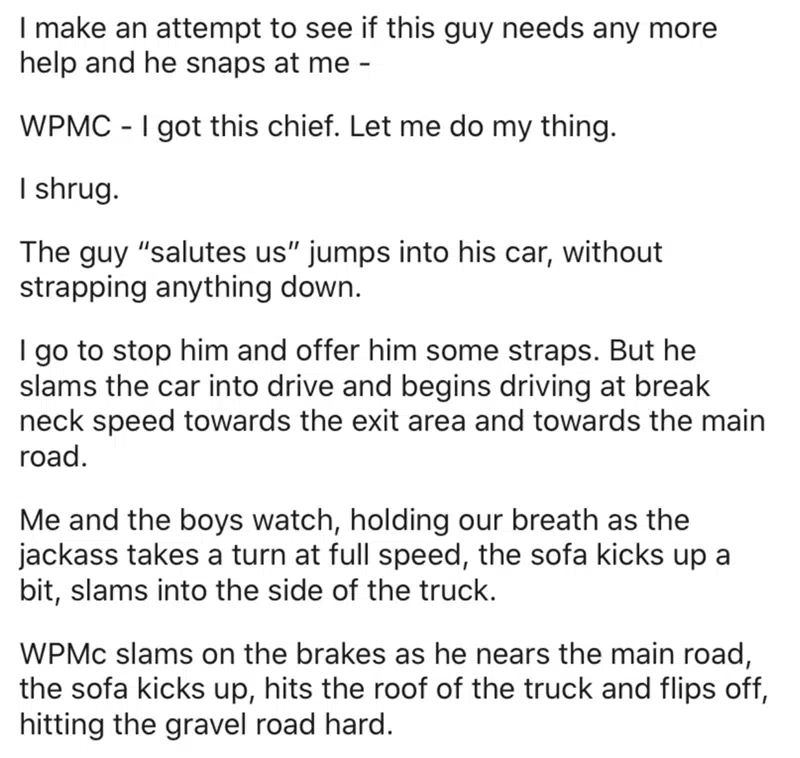 I make an attempt to see if this guy needs any more
help and he snaps at me -
WPMC - I got this chief. Let me do my thing.
I shrug.
The guy “salutes us” jumps into his car, without
strapping anything down.
I go to stop him and offer him some straps. But he
slams the car into drive and begins driving at break
neck speed towards the exit area and towards the main
road.
Me and the boys watch, holding our breath as the
jackass takes a turn at full speed, the sofa kicks up a
bit, slams into the side of the truck.
WPMc slams on the brakes as he nears the main road,
the sofa kicks up, hits the roof of the truck and flips off,
hitting the gravel road hard.